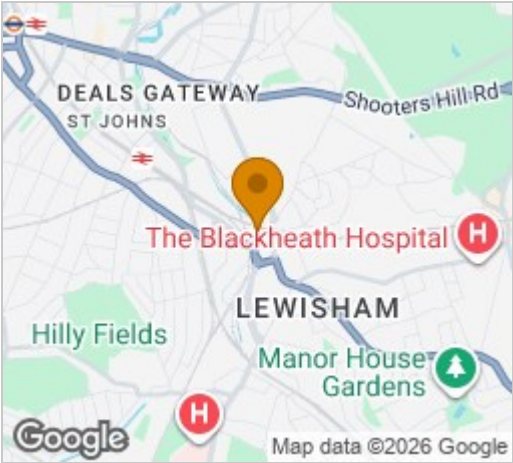 DEALS GATEWAY
Shooters Hill Rd
ST JOHNS
The Blackheath Hospital
H
LEWISHAM
Hilly Fields
Manor House
Gardens
H
Google
Map data ©2026 Google